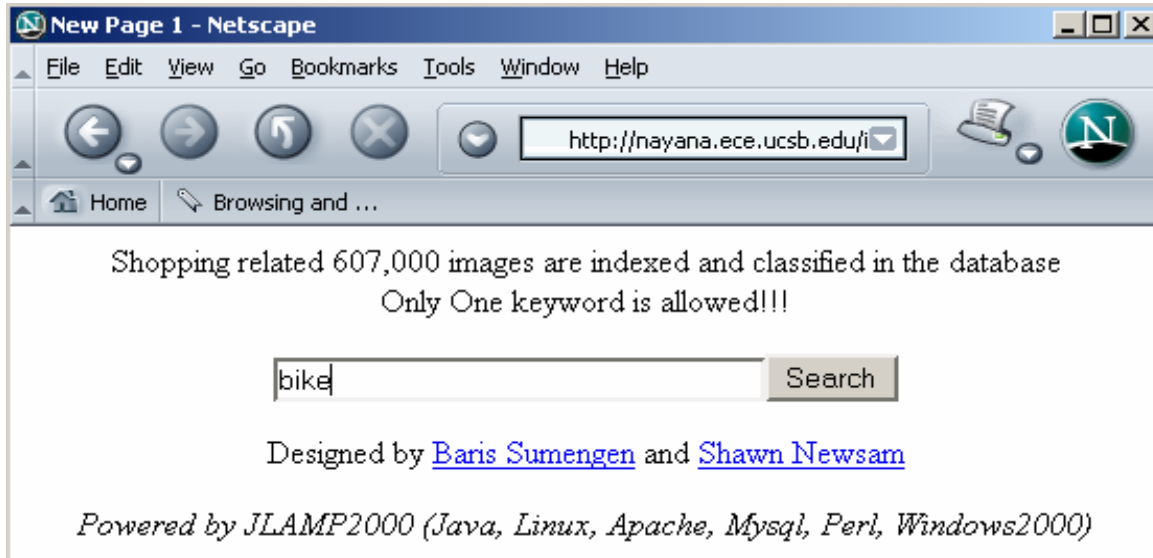 New Page 1 - Netscape
File Edit View Go Bookmarks Tools Window Help
http://nayana.ece.ucsb.edu/i
N
Home Browsing and ...
Shopping related 607,000 images are indexed and classified in the database
Only One keyword is allowed!!!
bike Search
Designed by Baris Sumengen and Shawn Newsam
Powered by JLAMP2000 (Java, Linux, Apache, Mysql, Perl, Windows2000)